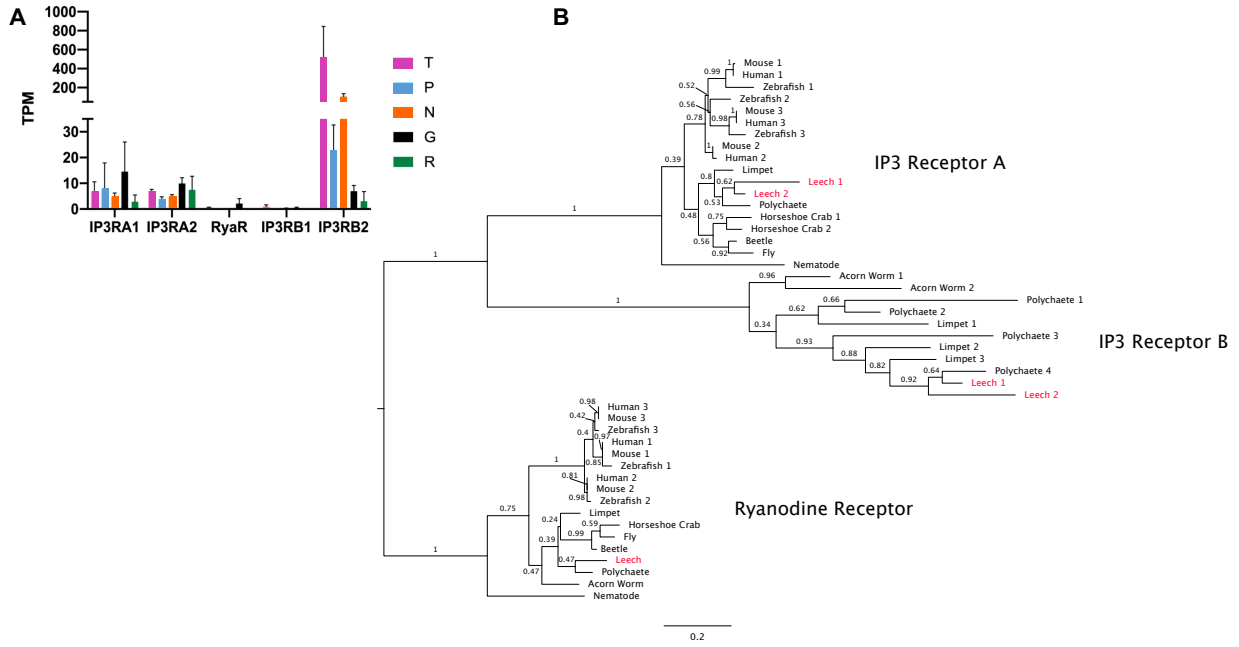 A
1000
800
600
400
200
30
20
10
0
TPM
IP3RA1 IP3RA2 RyaR IP3RB1 IP3RB2
T
P
N
G
R
B
1 Mouse 1
0.99 Human 1
Zebrafish 1
0.52
Zebrafish 2
0.56
1 Mouse 3
0.98 Human 3
0.78
Zebrafish 3
1 Mouse 2
Human 2
0.39
0.8 Limpet
0.62 Leech 1
Leech 2
0.53 Polychaete
0.48
0.75 Horseshoe Crab 1
Horseshoe Crab 2
0.56 Beetle
0.92 Fly
1
Nematode
IP3 Receptor A
1
0.96 Acorn Worm 1
Acorn Worm 2
0.66 Polychaete 1
0.62
Polychaete 2
1
Limpet 1
0.34
Polychaete 3
0.93
0.88 Limpet 2
0.82 Limpet 3
0.64 Polychaete 4
0.92 Leech 1
Leech 2
IP3 Receptor B
0.98 Human 3
Mouse 3
0.42 Zebrafish 3
0.4
0.97 Human 1
Mouse 1
1 0.85 Zebrafish 1
0.81 Human 2
Mouse 2
0.98 Zebrafish 2
0.75
0.24 Limpet
0.59 Horseshoe Crab
0.99 Fly
0.39 Beetle
0.47 Leech
0.47 Polychaete
1
Acorn Worm
Nematode
Ryanodine Receptor
0.2